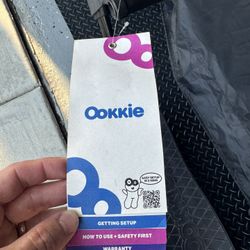 Ookkie
GETTING SETUP
HOW TO USE + SAFETY FIRST
WARRANTY